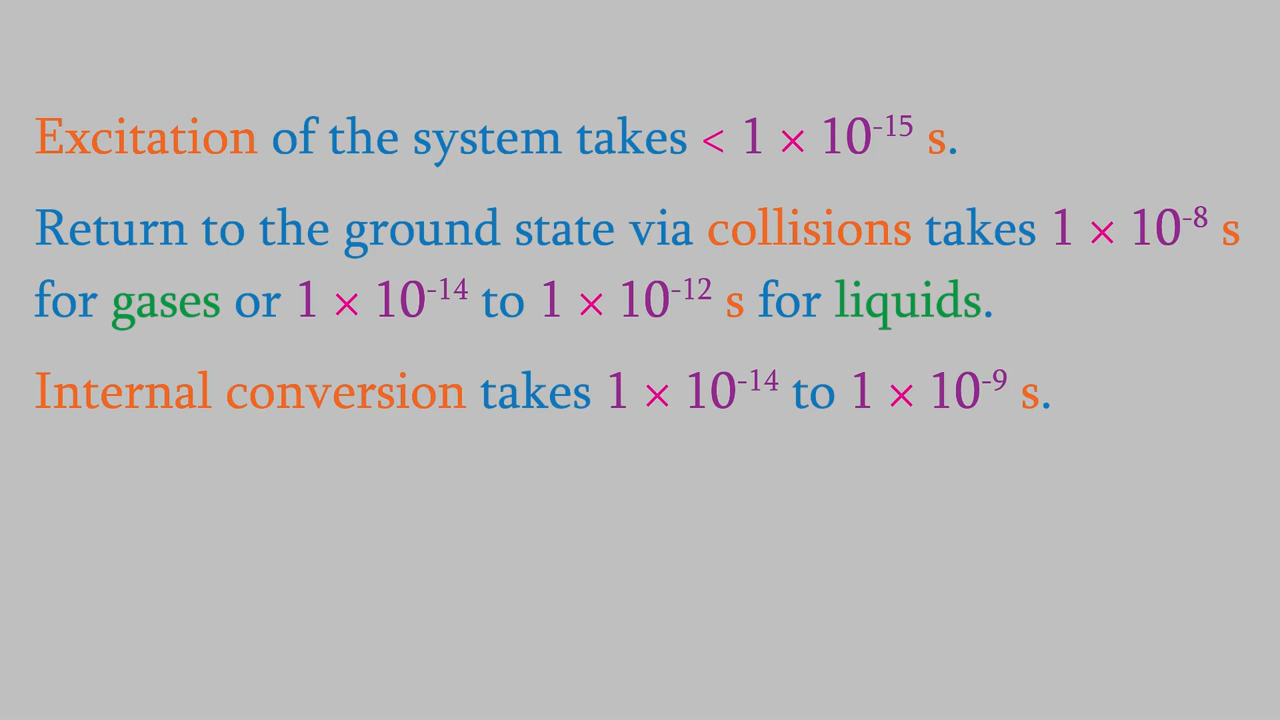 Excitation of the system takes < 1 × 10⁻¹⁵ s.
Return to the ground state via collisions takes 1 × 10⁻⁸ s
for gases or 1 × 10⁻¹⁴ to 1 × 10⁻¹² s for liquids.
Internal conversion takes 1 × 10⁻¹⁴ to 1 × 10⁻⁹ s.